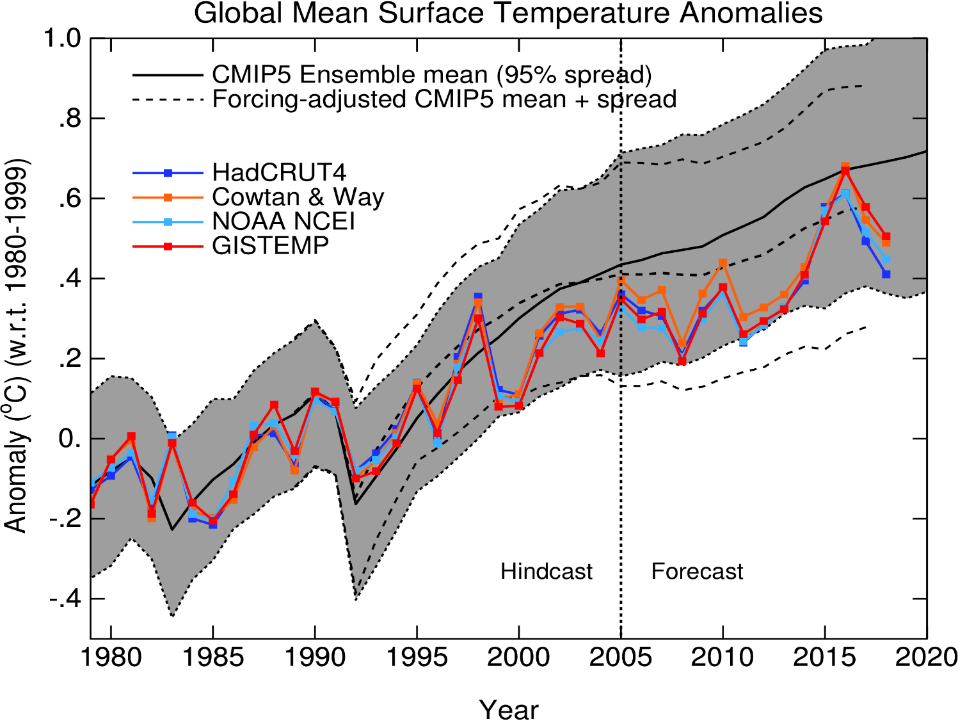 Global Mean Surface Temperature Anomalies
1.0
.8
.6
.4
.2
0.
-.2
-.4
Anomaly (°C) (w.r.t. 1980-1999)
CMIP5 Ensemble mean (95% spread)
Forcing-adjusted CMIP5 mean + spread
HadCRUT4
Cowtan & Way
NOAA NCEI
GISTEMP
Hindcast Forecast
1980 1985 1990 1995 2000 2005 2010 2015 2020
Year